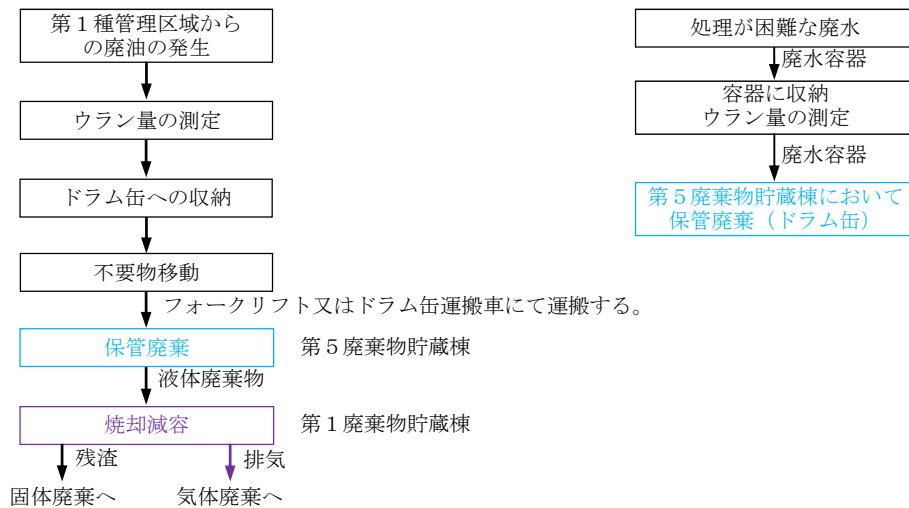 第１種管理区域から
の廃油の発生
ウラン量の測定
ドラム缶への収納
不要物移動
フォークリフト又はドラム缶運搬車にて運搬する。
保管廃棄
第５廃棄物貯蔵棟
液体廃棄物
焼却減容
第１廃棄物貯蔵棟
残渣
排気
固体廃棄へ
気体廃棄へ
処理が困難な廃水
廃水容器
容器に収納
ウラン量の測定
廃水容器
第５廃棄物貯蔵棟において
保管廃棄（ドラム缶）